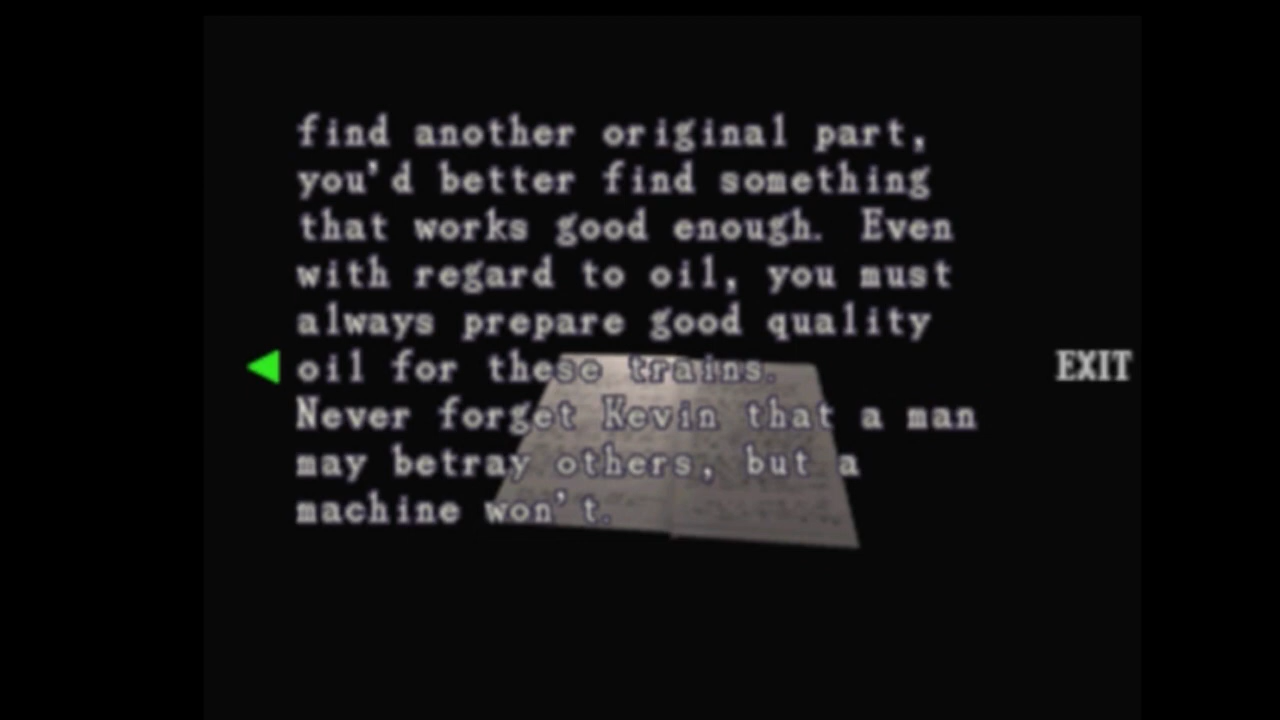 find another original part,
you'd better find something
that works good enough. Even
with regard to oil, you must
always prepare good quality
oil for these trains.
EXIT
Never forget Kevin that a man
may betray others, but a
machine won't.